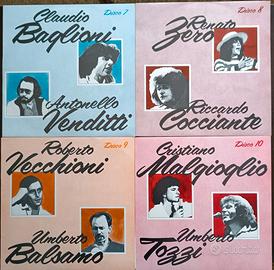 Claudio
Disco 7
Baglioni
Antonello
Venditti
Renato
Disco 8
Zero
Riccardo
Cocciante
Roberto
Disco 9
Vecchioni
Umberto
Balsamo
Cristiano
Disco 10
Malgioglio
Umberto
Tozzi